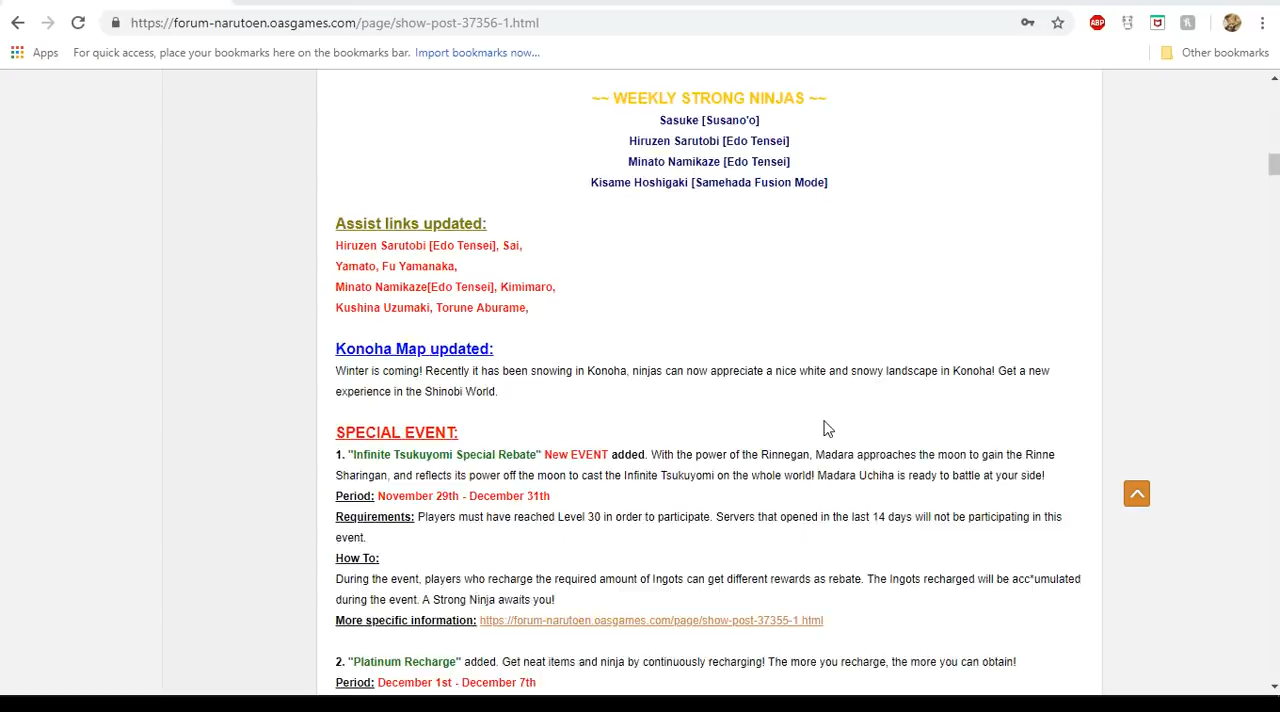 https://forum-narutoen.oasgames.com/page/show-post-37356-1.html
ABP
Apps For quick access, place your bookmarks here on the bookmarks bar. Import bookmarks now... Other bookmarks
~~ WEEKLY STRONG NINJAS ~~
Sasuke [Susano'o]
Hiruzen Sarutobi [Edo Tensei]
Minato Namikaze [Edo Tensei]
Kisame Hoshigaki [Samehada Fusion Mode]
Assist links updated:
Hiruzen Sarutobi [Edo Tensei], Sai,
Yamato, Fu Yamanaka,
Minato Namikaze[Edo Tensei], Kimimaro,
Kushina Uzumaki, Torune Aburame,
Konoha Map updated:
Winter is coming! Recently it has been snowing in Konoha, ninjas can now appreciate a nice white and snowy landscape in Konoha! Get a new
experience in the Shinobi World.
SPECIAL EVENT:
1. "Infinite Tsukuyomi Special Rebate" New EVENT added. With the power of the Rinnegan, Madara approaches the moon to gain the Rinne
Sharingan, and reflects its power off the moon to cast the Infinite Tsukuyomi on the whole world! Madara Uchiha is ready to battle at your side!
Period: November 29th - December 31th
Requirements: Players must have reached Level 30 in order to participate. Servers that opened in the last 14 days will not be participating in this
event.
How To:
During the event, players who recharge the required amount of Ingots can get different rewards as rebate. The Ingots recharged will be acc*umulated
during the event. A Strong Ninja awaits you!
More specific information: https://forum-narutoen.oasgames.com/page/show-post-37355-1.html
2. "Platinum Recharge" added. Get neat items and ninja by continuously recharging! The more you recharge, the more you can obtain!
Period: December 1st - December 7th